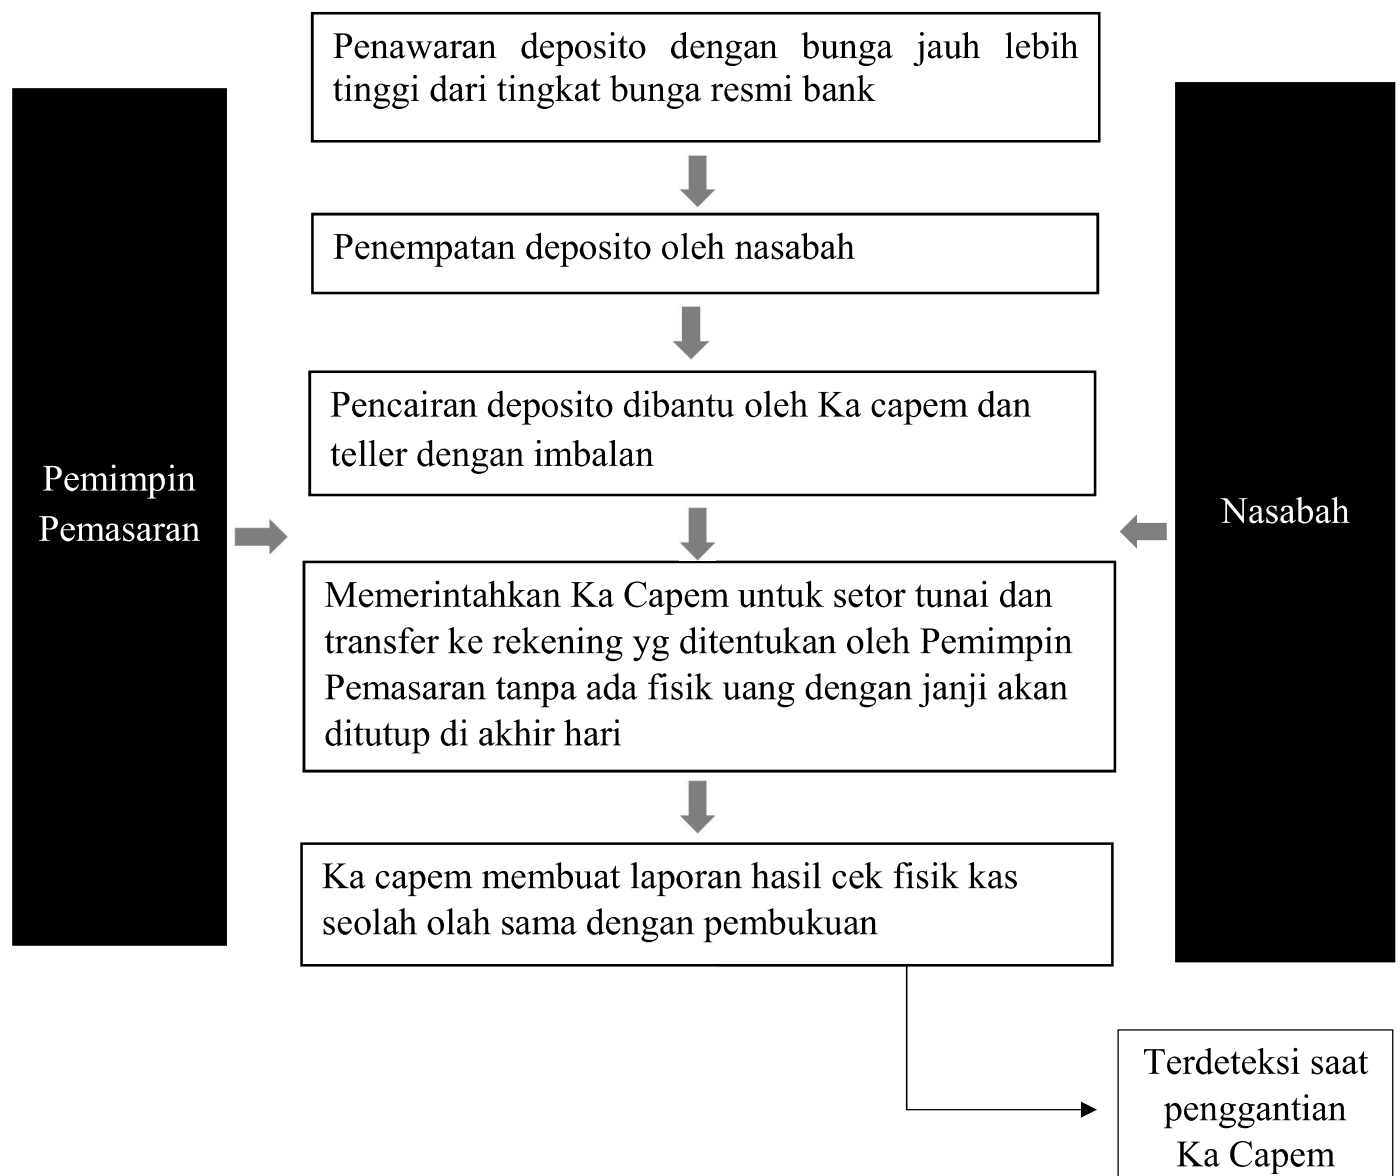 Penawaran deposito dengan bunga jauh lebih
tinggi dari tingkat bunga resmi bank
Penempatan deposito oleh nasabah
Pencairan deposito dibantu oleh Ka capem dan
teller dengan imbalan
Pemimpin
Pemasaran
Nasabah
Memerintahkan Ka Capem untuk setor tunai dan
transfer ke rekening yg ditentukan oleh Pemimpin
Pemasaran tanpa ada fisik uang dengan janji akan
ditutup di akhir hari
Ka capem membuat laporan hasil cek fisik kas
seolah olah sama dengan pembukuan
Terdeteksi saat
penggantian
Ka Capem